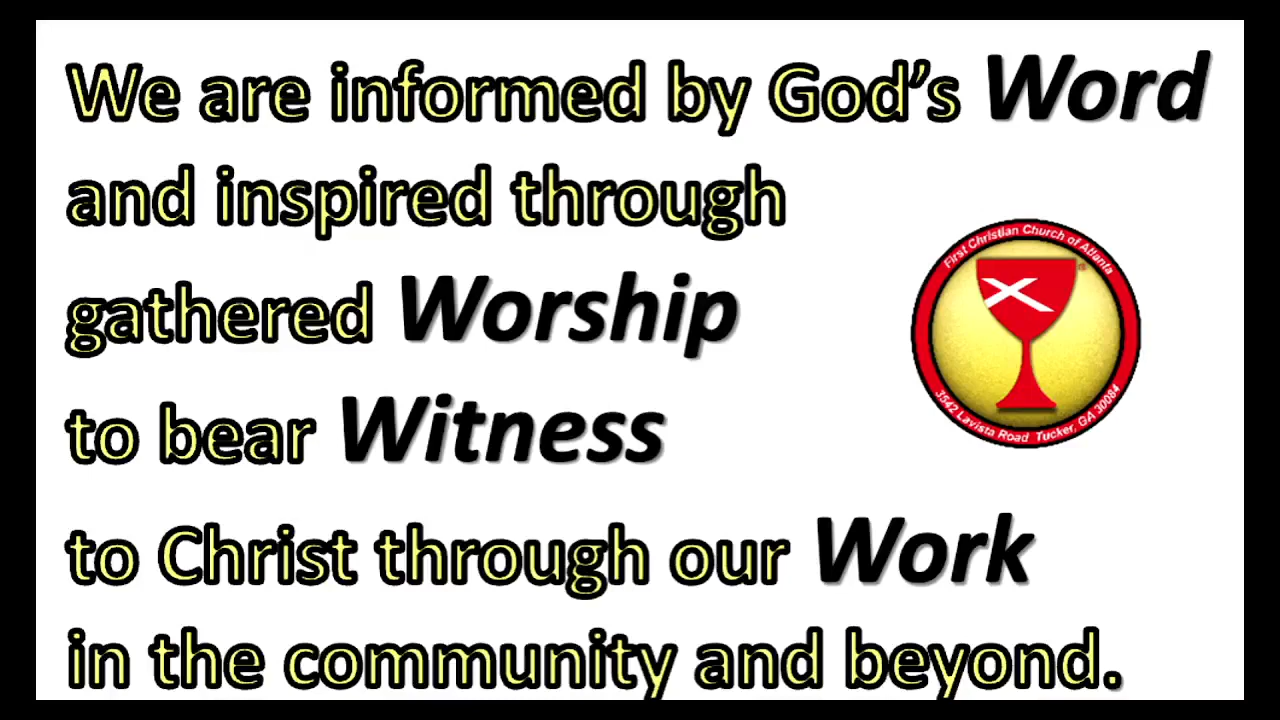 We are informed by God’s Word
and inspired through
gathered Worship
to bear Witness
to Christ through our Work
in the community and beyond.
First Christian Church of Atlanta
®
3542 Lavista Road Tucker, GA 30084